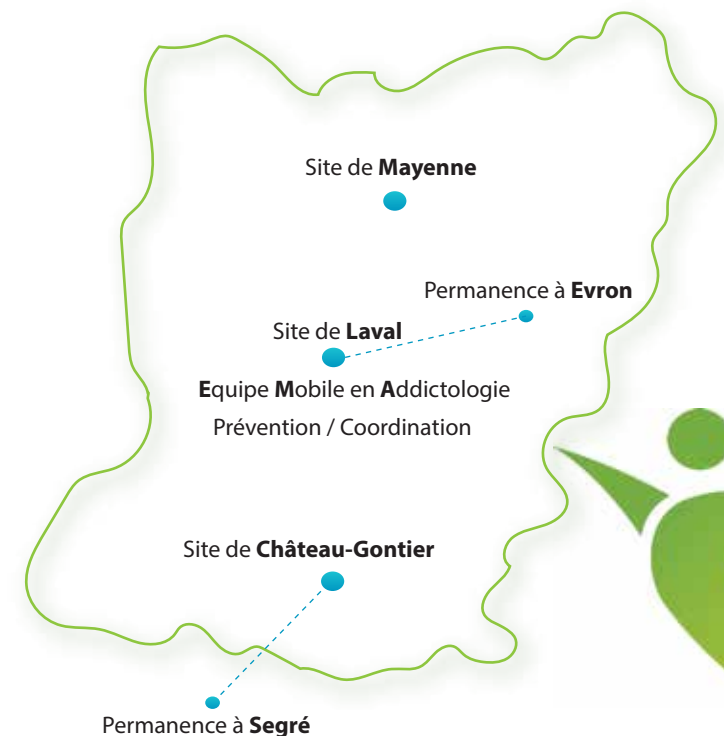 Site de Mayenne
Permanence à Evron
Site de Laval
Equipe Mobile en Addictologie
Prévention / Coordination
Site de Château-Gontier
Permanence à Segré